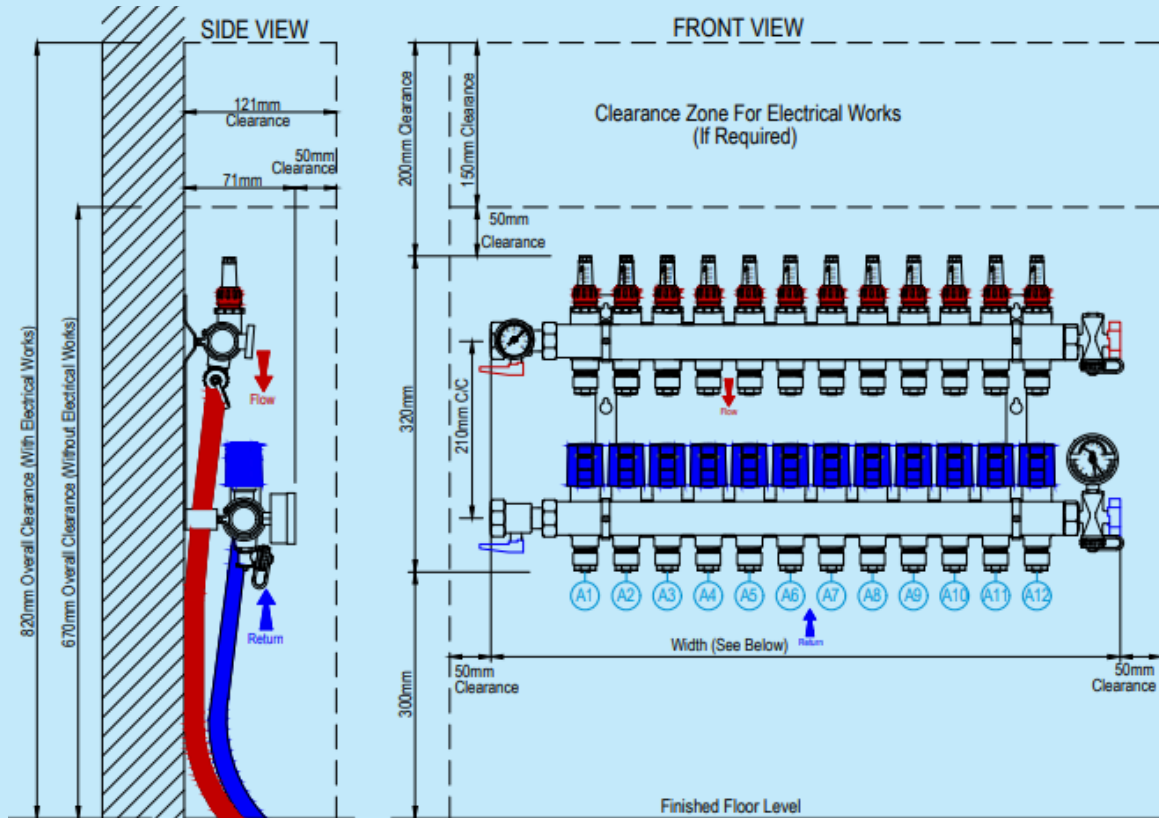 SIDE VIEW
121mm
Clearance
50mm
Clearance
71mm
820mm Overall Clearance (With Electrical Works)
670mm Overall Clearance (Without Electrical Works)
Flow
Return
FRONT VIEW
200mm Clearance
150mm Clearance
Clearance Zone For Electrical Works
(If Required)
50mm
Clearance
320mm
210mm C/C
Flow
A1 A2 A3 A4 A5 A6 A7 A8 A9 A10 A11 A12
Return
Width (See Below)
50mm
Clearance
50mm
Clearance
300mm
Finished Floor Level